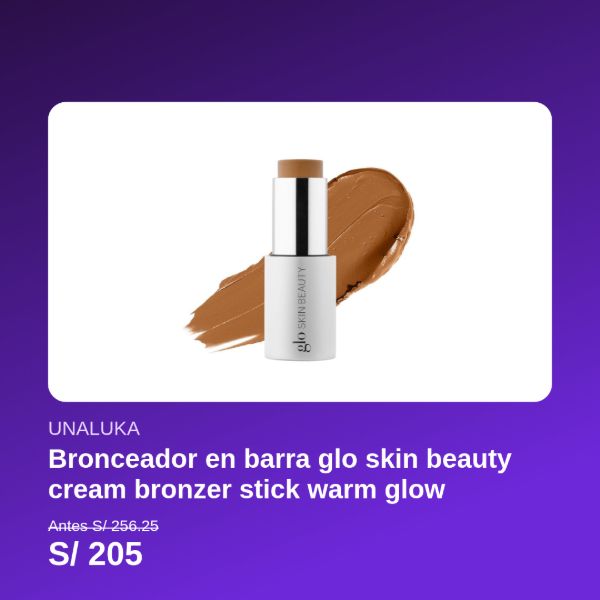 glo SKIN BEAUTY
UNALUKA
Bronceador en barra glo skin beauty
cream bronzer stick warm glow
Antes S/ 256.25
S/ 205